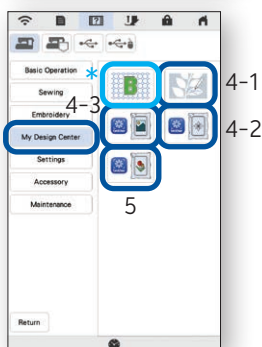 Basic Operation
*
Sewing
Embroidery
My Design Center
Settings
Accessory
Maintenance
Return
B
4-1
4-3
4-2
5